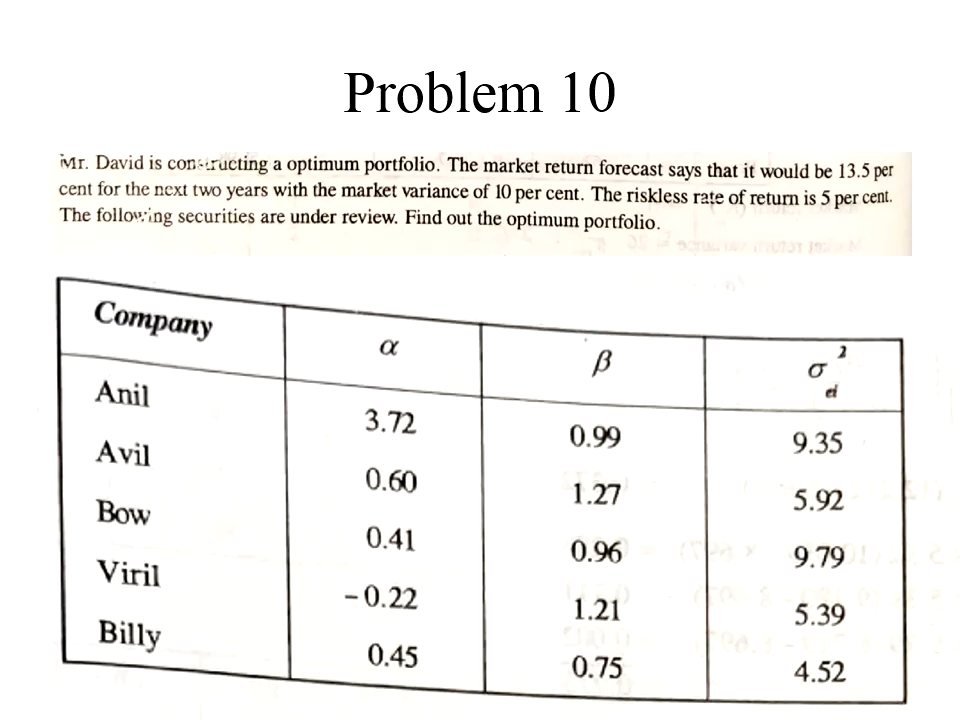 Problem 10
Mr. David is constructing a optimum portfolio. The market return forecast says that it would be 13.5 per
cent for the next two years with the market variance of 10 per cent. The riskless rate of return is 5 per cent.
The following securities are under review. Find out the optimum portfolio.
Company α β σ²ei
Anil 3.72 0.99 9.35
Avil 0.60 1.27 5.92
Bow 0.41 0.96 9.79
Viril -0.22 1.21 5.39
Billy 0.45 0.75 4.52